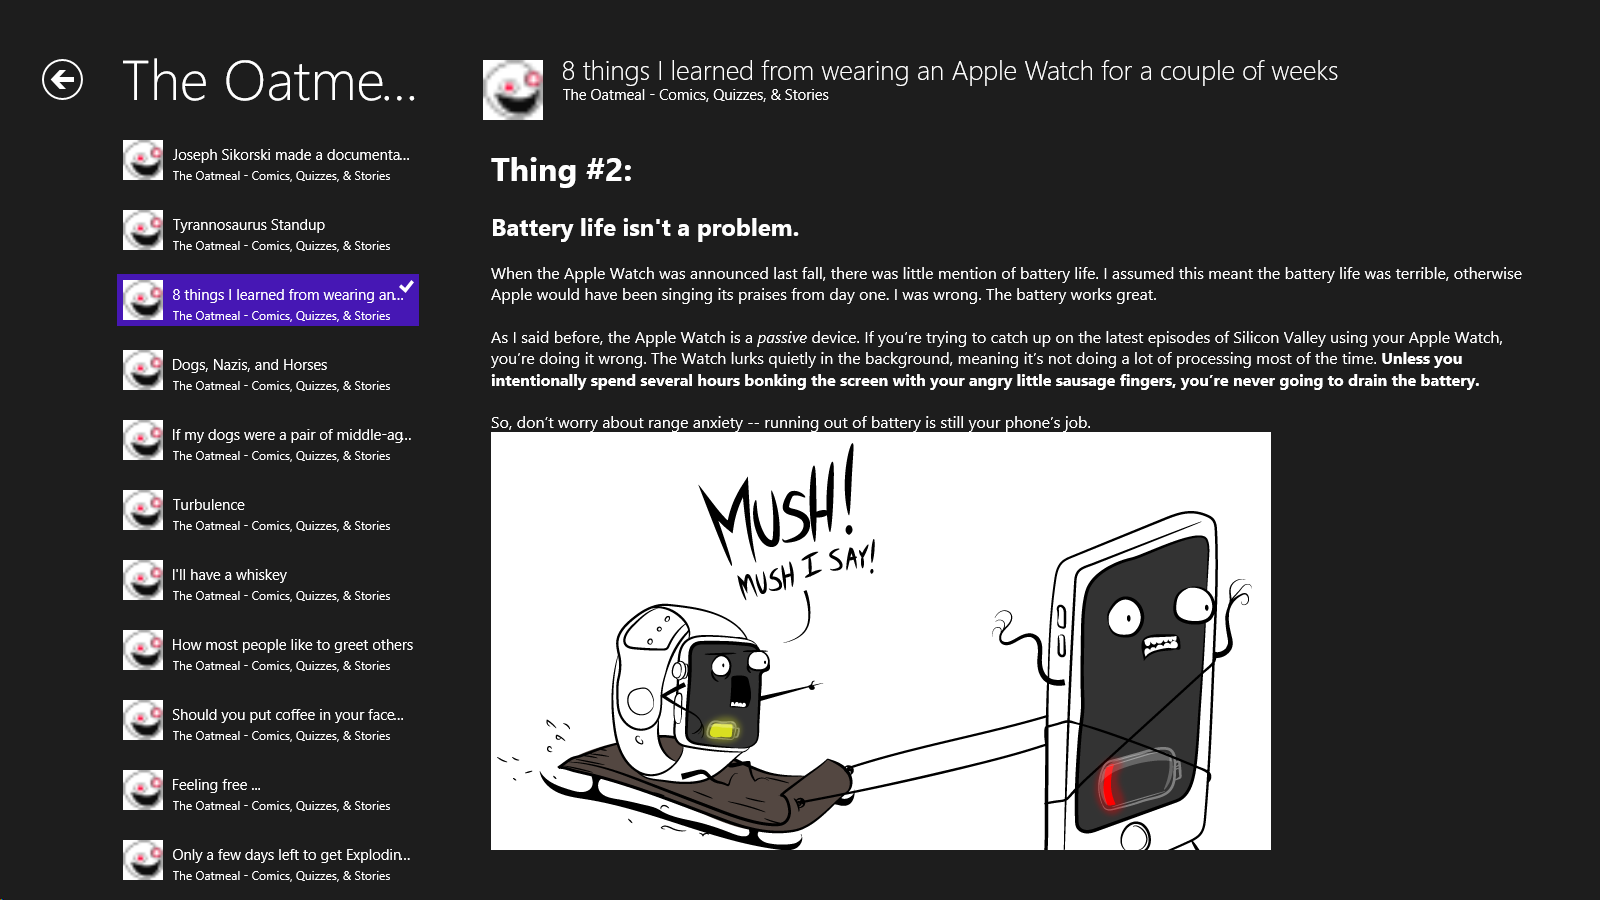 The Oatme...
Joseph Sikorski made a documenta...
The Oatmeal - Comics, Quizzes, & Stories
Tyrannosaurus Standup
The Oatmeal - Comics, Quizzes, & Stories
8 things I learned from wearing an...
The Oatmeal - Comics, Quizzes, & Stories
Dogs, Nazis, and Horses
The Oatmeal - Comics, Quizzes, & Stories
If my dogs were a pair of middle-ag...
The Oatmeal - Comics, Quizzes, & Stories
Turbulence
The Oatmeal - Comics, Quizzes, & Stories
I'll have a whiskey
The Oatmeal - Comics, Quizzes, & Stories
How most people like to greet others
The Oatmeal - Comics, Quizzes, & Stories
Should you put coffee in your face...
The Oatmeal - Comics, Quizzes, & Stories
Feeling free ...
The Oatmeal - Comics, Quizzes, & Stories
Only a few days left to get Explodin...
The Oatmeal - Comics, Quizzes, & Stories
8 things I learned from wearing an Apple Watch for a couple of weeks
The Oatmeal - Comics, Quizzes, & Stories
Thing #2:
Battery life isn't a problem.
When the Apple Watch was announced last fall, there was little mention of battery life. I assumed this meant the battery life was terrible, otherwise
Apple would have been singing its praises from day one. I was wrong. The battery works great.
As I said before, the Apple Watch is a passive device. If you’re trying to catch up on the latest episodes of Silicon Valley using your Apple Watch,
you’re doing it wrong. The Watch lurks quietly in the background, meaning it’s not doing a lot of processing most of the time. Unless you
intentionally spend several hours bonking the screen with your angry little sausage fingers, you’re never going to drain the battery.
So, don’t worry about range anxiety -- running out of battery is still your phone’s job.
MUSH!
MUSH I SAY!